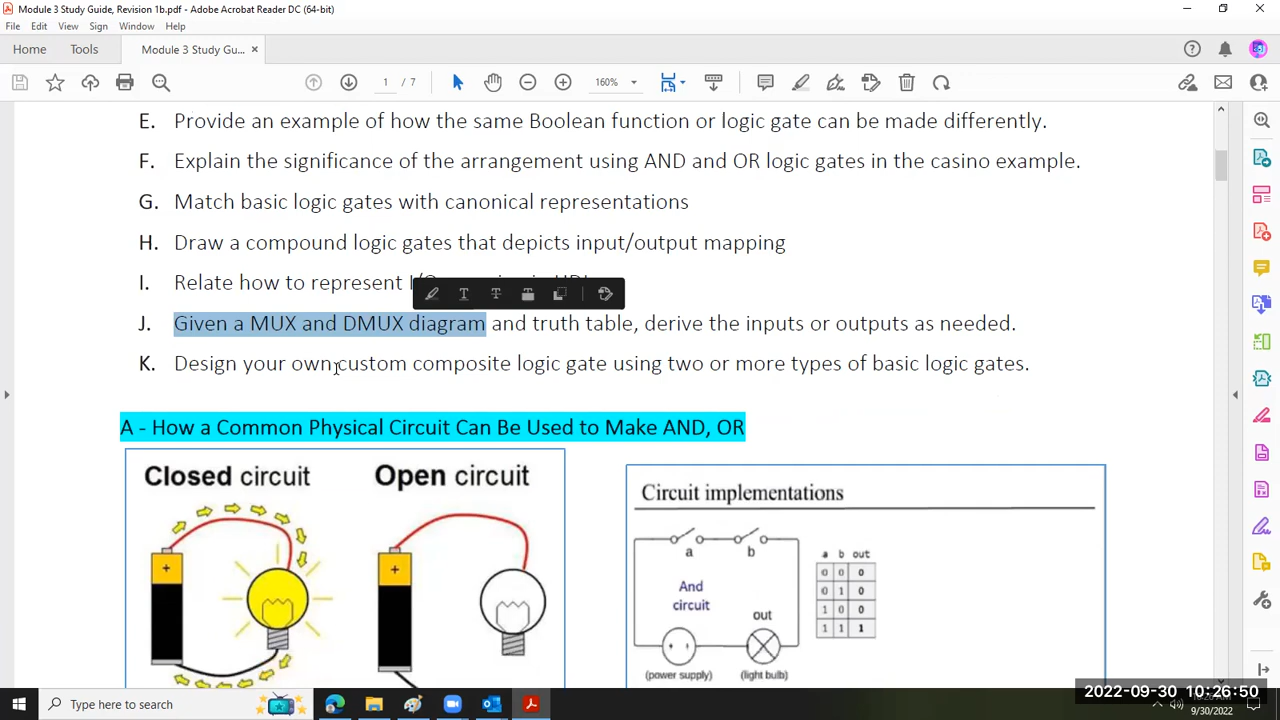 Module 3 Study Guide, Revision 1b.pdf - Adobe Acrobat Reader DC (64-bit)
File Edit View Sign Window Help
Home Tools Module 3 Study Gu... ×
1 / 7 160%
E. Provide an example of how the same Boolean function or logic gate can be made differently.
F. Explain the significance of the arrangement using AND and OR logic gates in the casino example.
G. Match basic logic gates with canonical representations
H. Draw a compound logic gates that depicts input/output mapping
I. Relate how to represent
J. Given a MUX and DMUX diagram and truth table, derive the inputs or outputs as needed.
K. Design your own custom composite logic gate using two or more types of basic logic gates.
A - How a Common Physical Circuit Can Be Used to Make AND, OR
Closed circuit Open circuit
+ +
Circuit implementations
a b
And
circuit
out
(power supply) (light bulb)
a b out
0 0 0
0 1 0
1 0 0
1 1 1
Type here to search
2022-09-30 10:26:50
9/30/2022